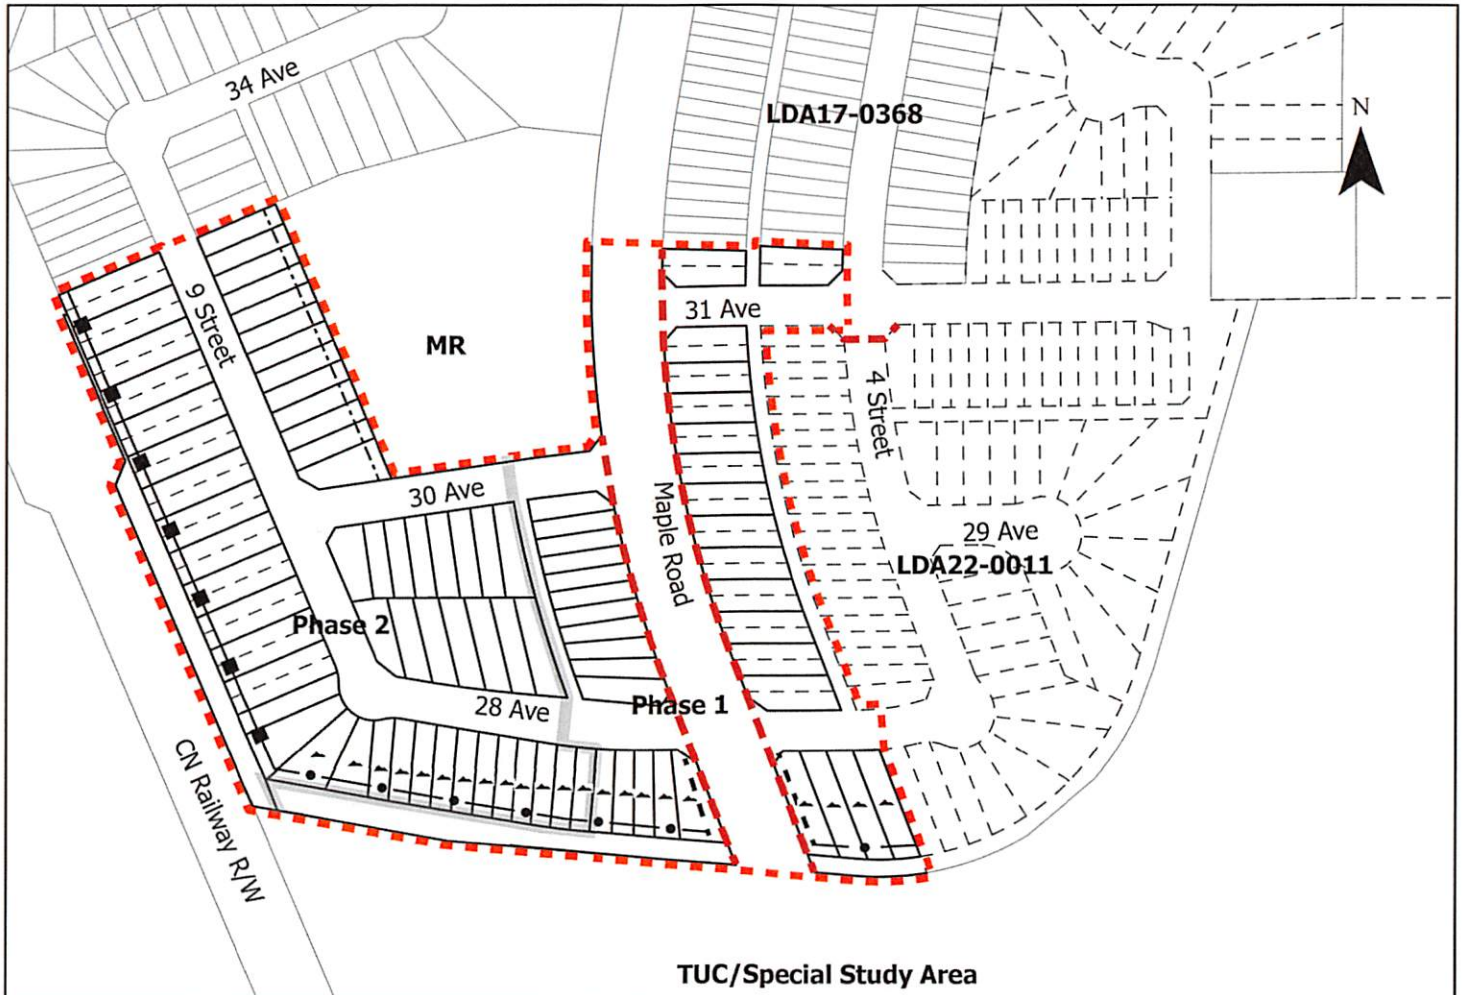 34 Ave
LDA17-0368
N
9 Street
31 Ave
MR
4 Street
30 Ave
Maple Road
29 Ave
LDA22-0011
Phase 2
28 Ave
Phase 1
CN Railway R/W
TUC/Special Study Area